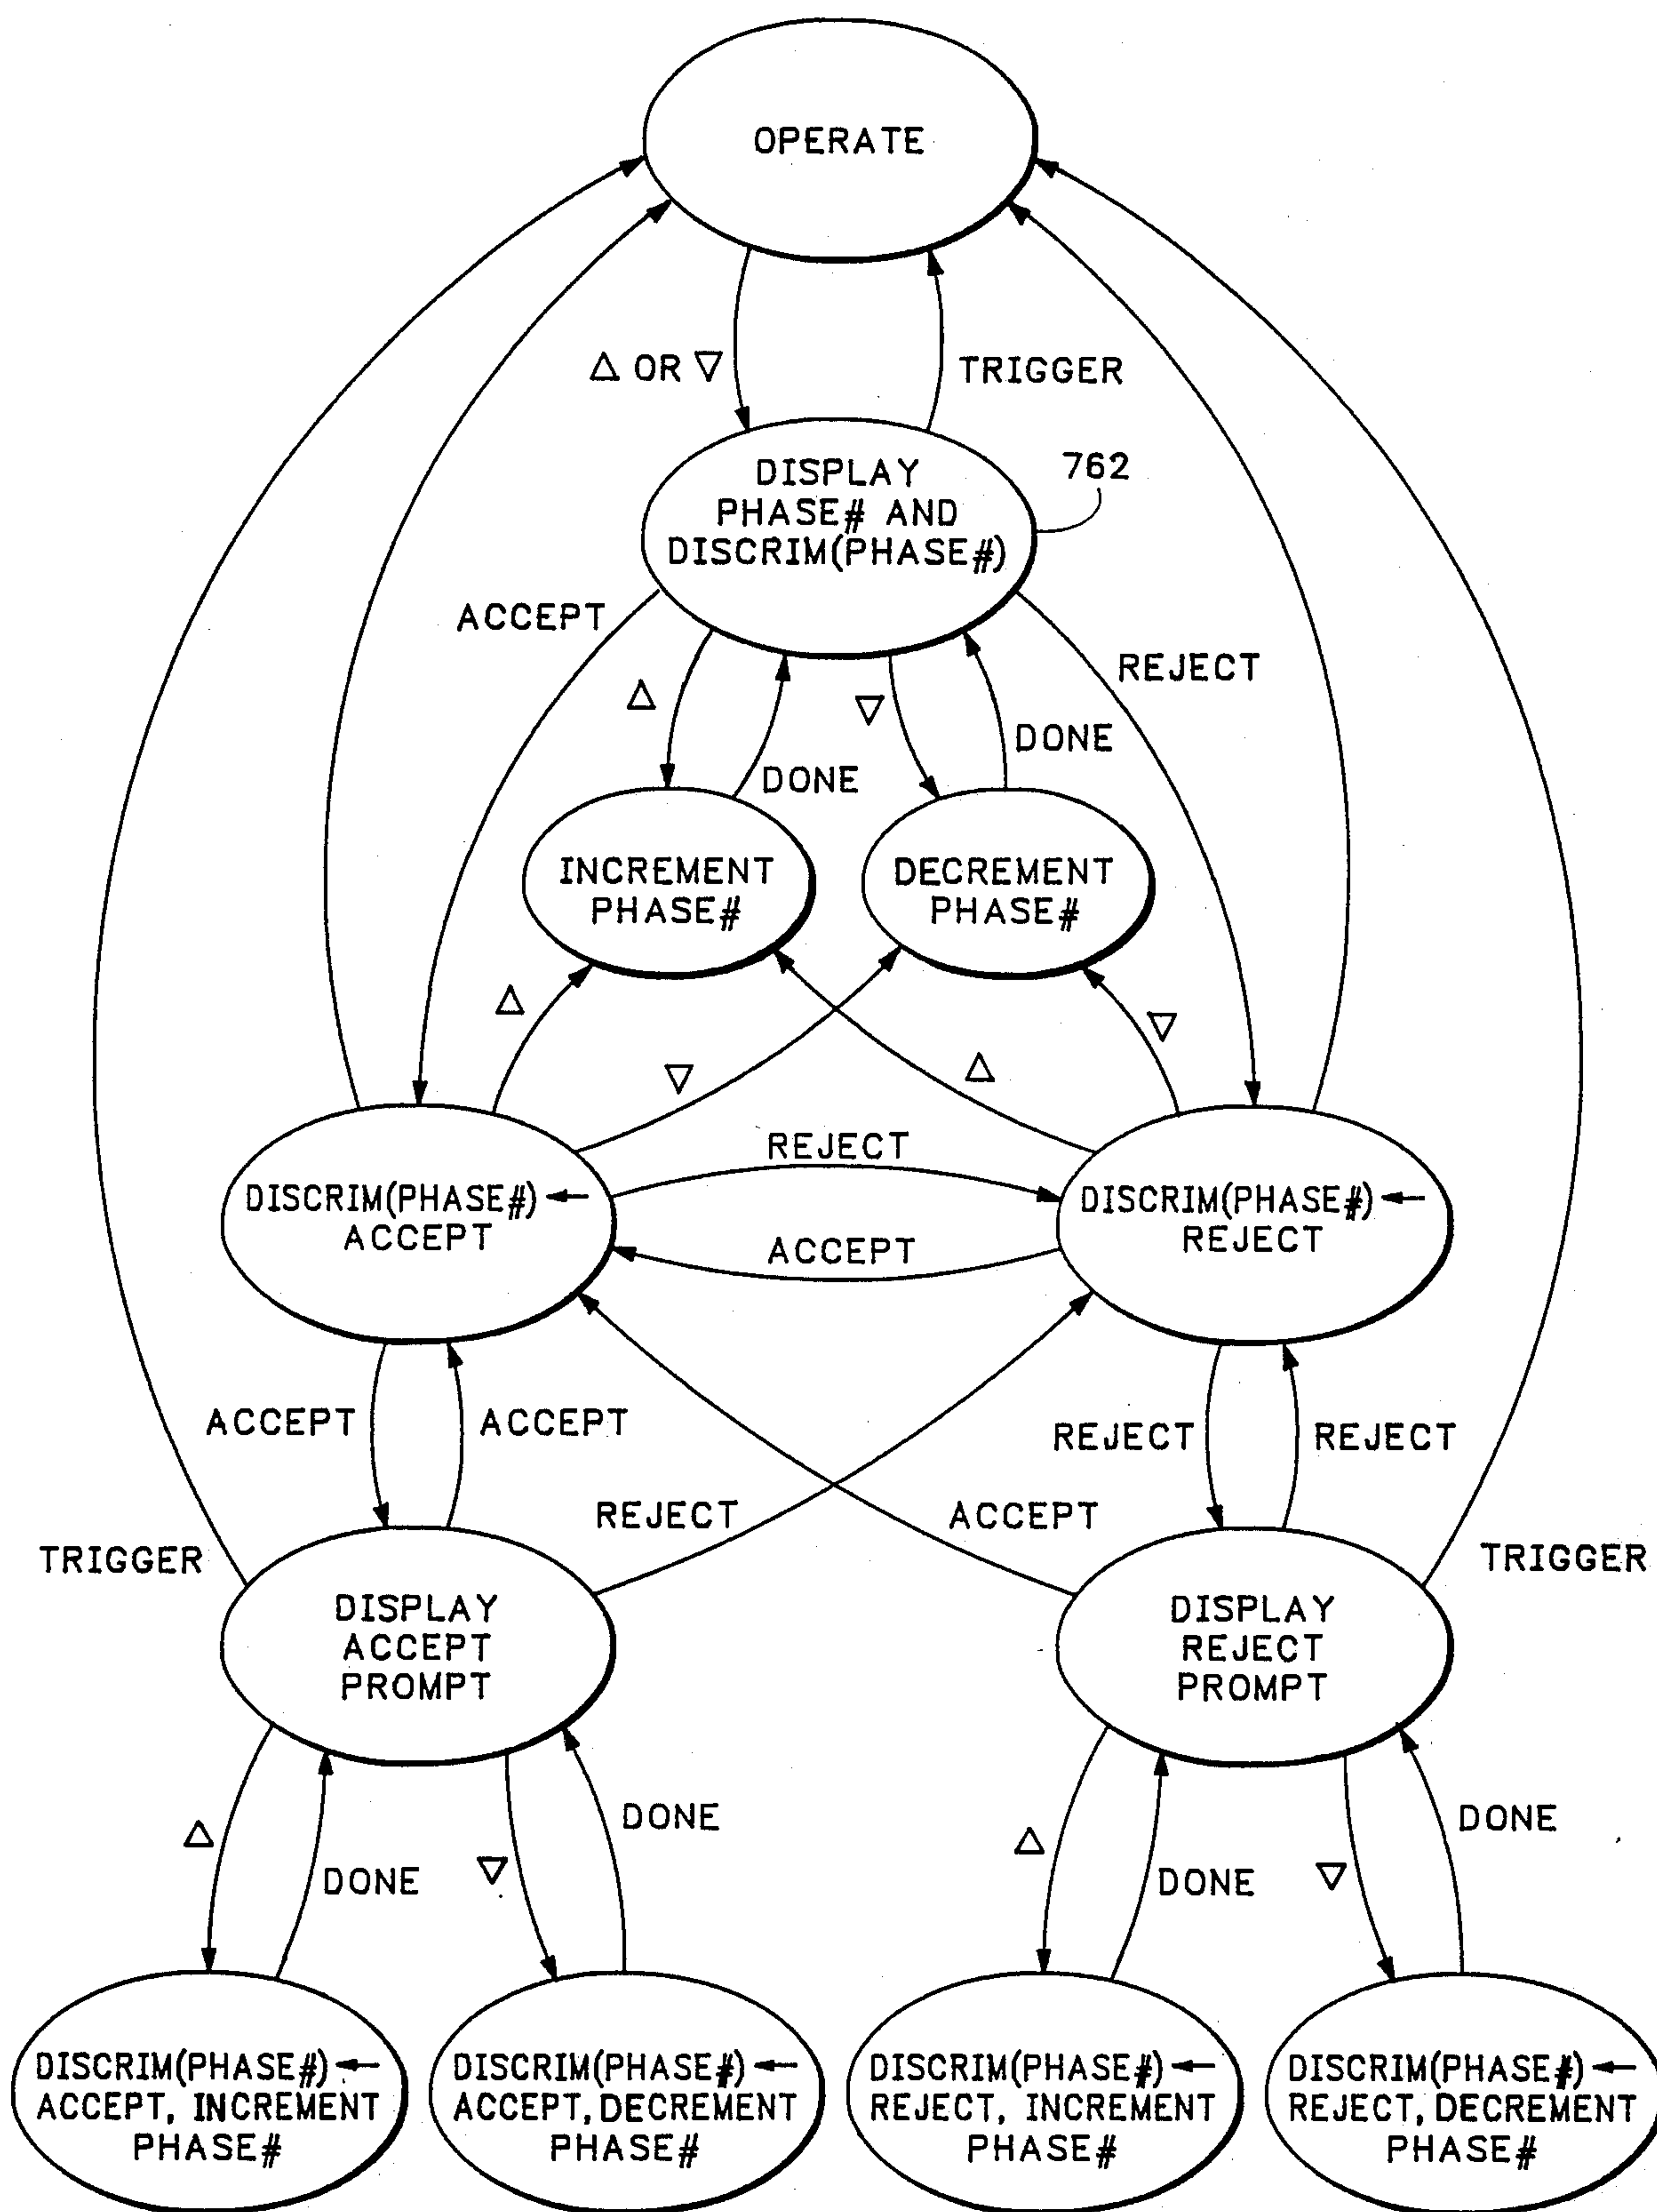 OPERATE
△ OR ▽
TRIGGER
762
DISPLAY
PHASE# AND
DISCRIM(PHASE#)
ACCEPT
REJECT
△
▽
DONE
DONE
INCREMENT
PHASE#
DECREMENT
PHASE#
△
▽
▽
△
REJECT
DISCRIM(PHASE#) ←
ACCEPT
DISCRIM(PHASE#) ←
REJECT
ACCEPT
ACCEPT
ACCEPT
REJECT
REJECT
REJECT
ACCEPT
TRIGGER
TRIGGER
DISPLAY
ACCEPT
PROMPT
DISPLAY
REJECT
PROMPT
△
DONE
▽
DONE
△
DONE
▽
DONE
DISCRIM(PHASE#) ←
ACCEPT, INCREMENT
PHASE#
DISCRIM(PHASE#) ←
ACCEPT, DECREMENT
PHASE#
DISCRIM(PHASE#) ←
REJECT, INCREMENT
PHASE#
DISCRIM(PHASE#) ←
REJECT, DECREMENT
PHASE#